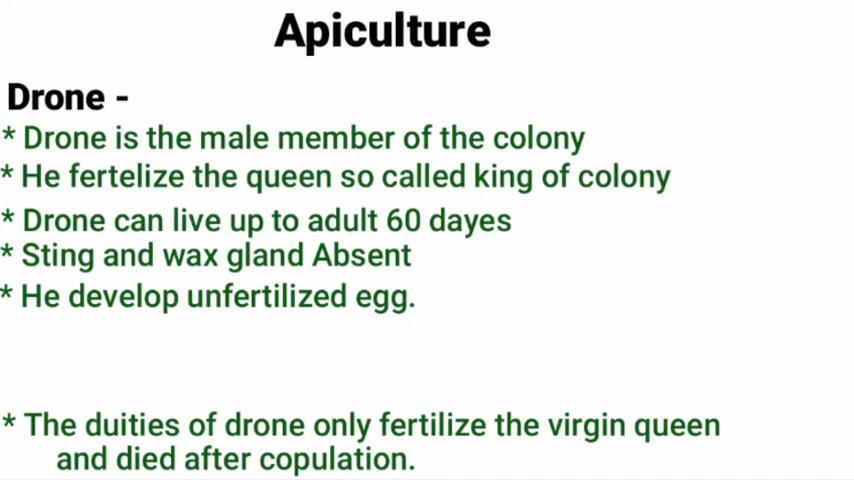 Apiculture
Drone -
* Drone is the male member of the colony
* He fertelize the queen so called king of colony
* Drone can live up to adult 60 dayes
* Sting and wax gland Absent
* He develop unfertilized egg.
* The duities of drone only fertilize the virgin queen
and died after copulation.